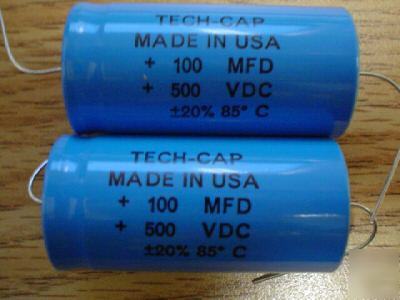 TECH-CAP
MADE IN USA
+ 100 MFD
+ 500 VDC
±20% 85° C
TECH-CAP
MADE IN USA
+ 100 MFD
+ 500 VDC
±20% 85° C